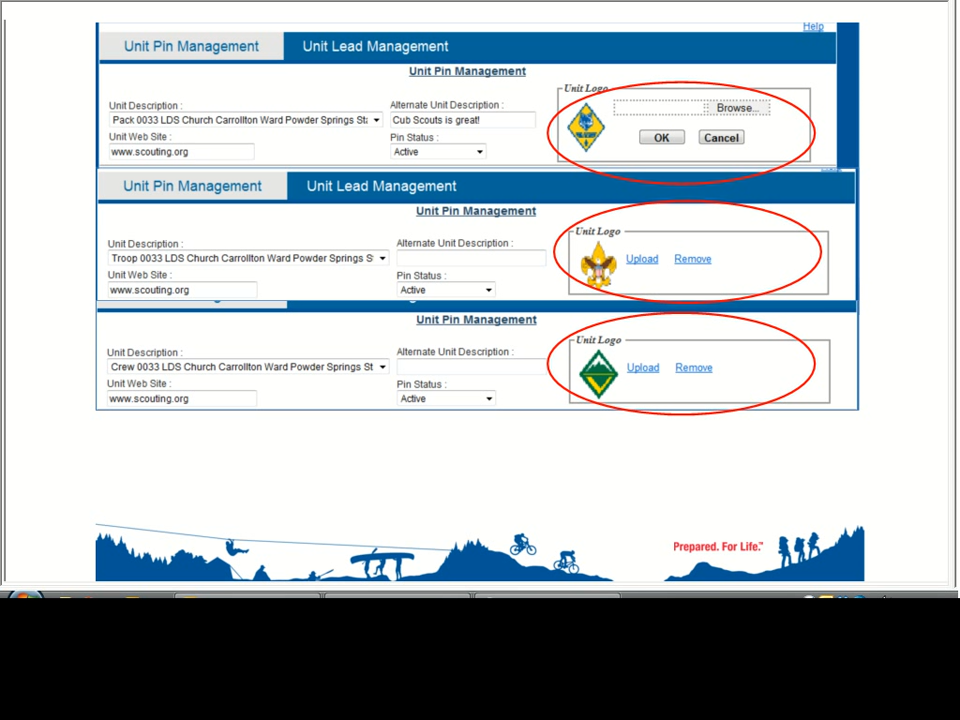 Help
Unit Pin Management Unit Lead Management
Unit Pin Management
Unit Logo
Unit Description : Alternate Unit Description :
Browse...
Pack 0033 LDS Church Carrollton Ward Powder Springs St Cub Scouts is great!
Unit Web Site : Pin Status :
OK Cancel
www.scouting.org Active
Unit Pin Management Unit Lead Management
Unit Pin Management
Unit Logo
Unit Description : Alternate Unit Description :
Troop 0033 LDS Church Carrollton Ward Powder Springs S Upload Remove
Unit Web Site : Pin Status :
www.scouting.org Active
Unit Pin Management
Unit Logo
Unit Description : Alternate Unit Description :
Crew 0033 LDS Church Carrollton Ward Powder Springs St Upload Remove
Unit Web Site : Pin Status :
www.scouting.org Active
Prepared. For Life.™